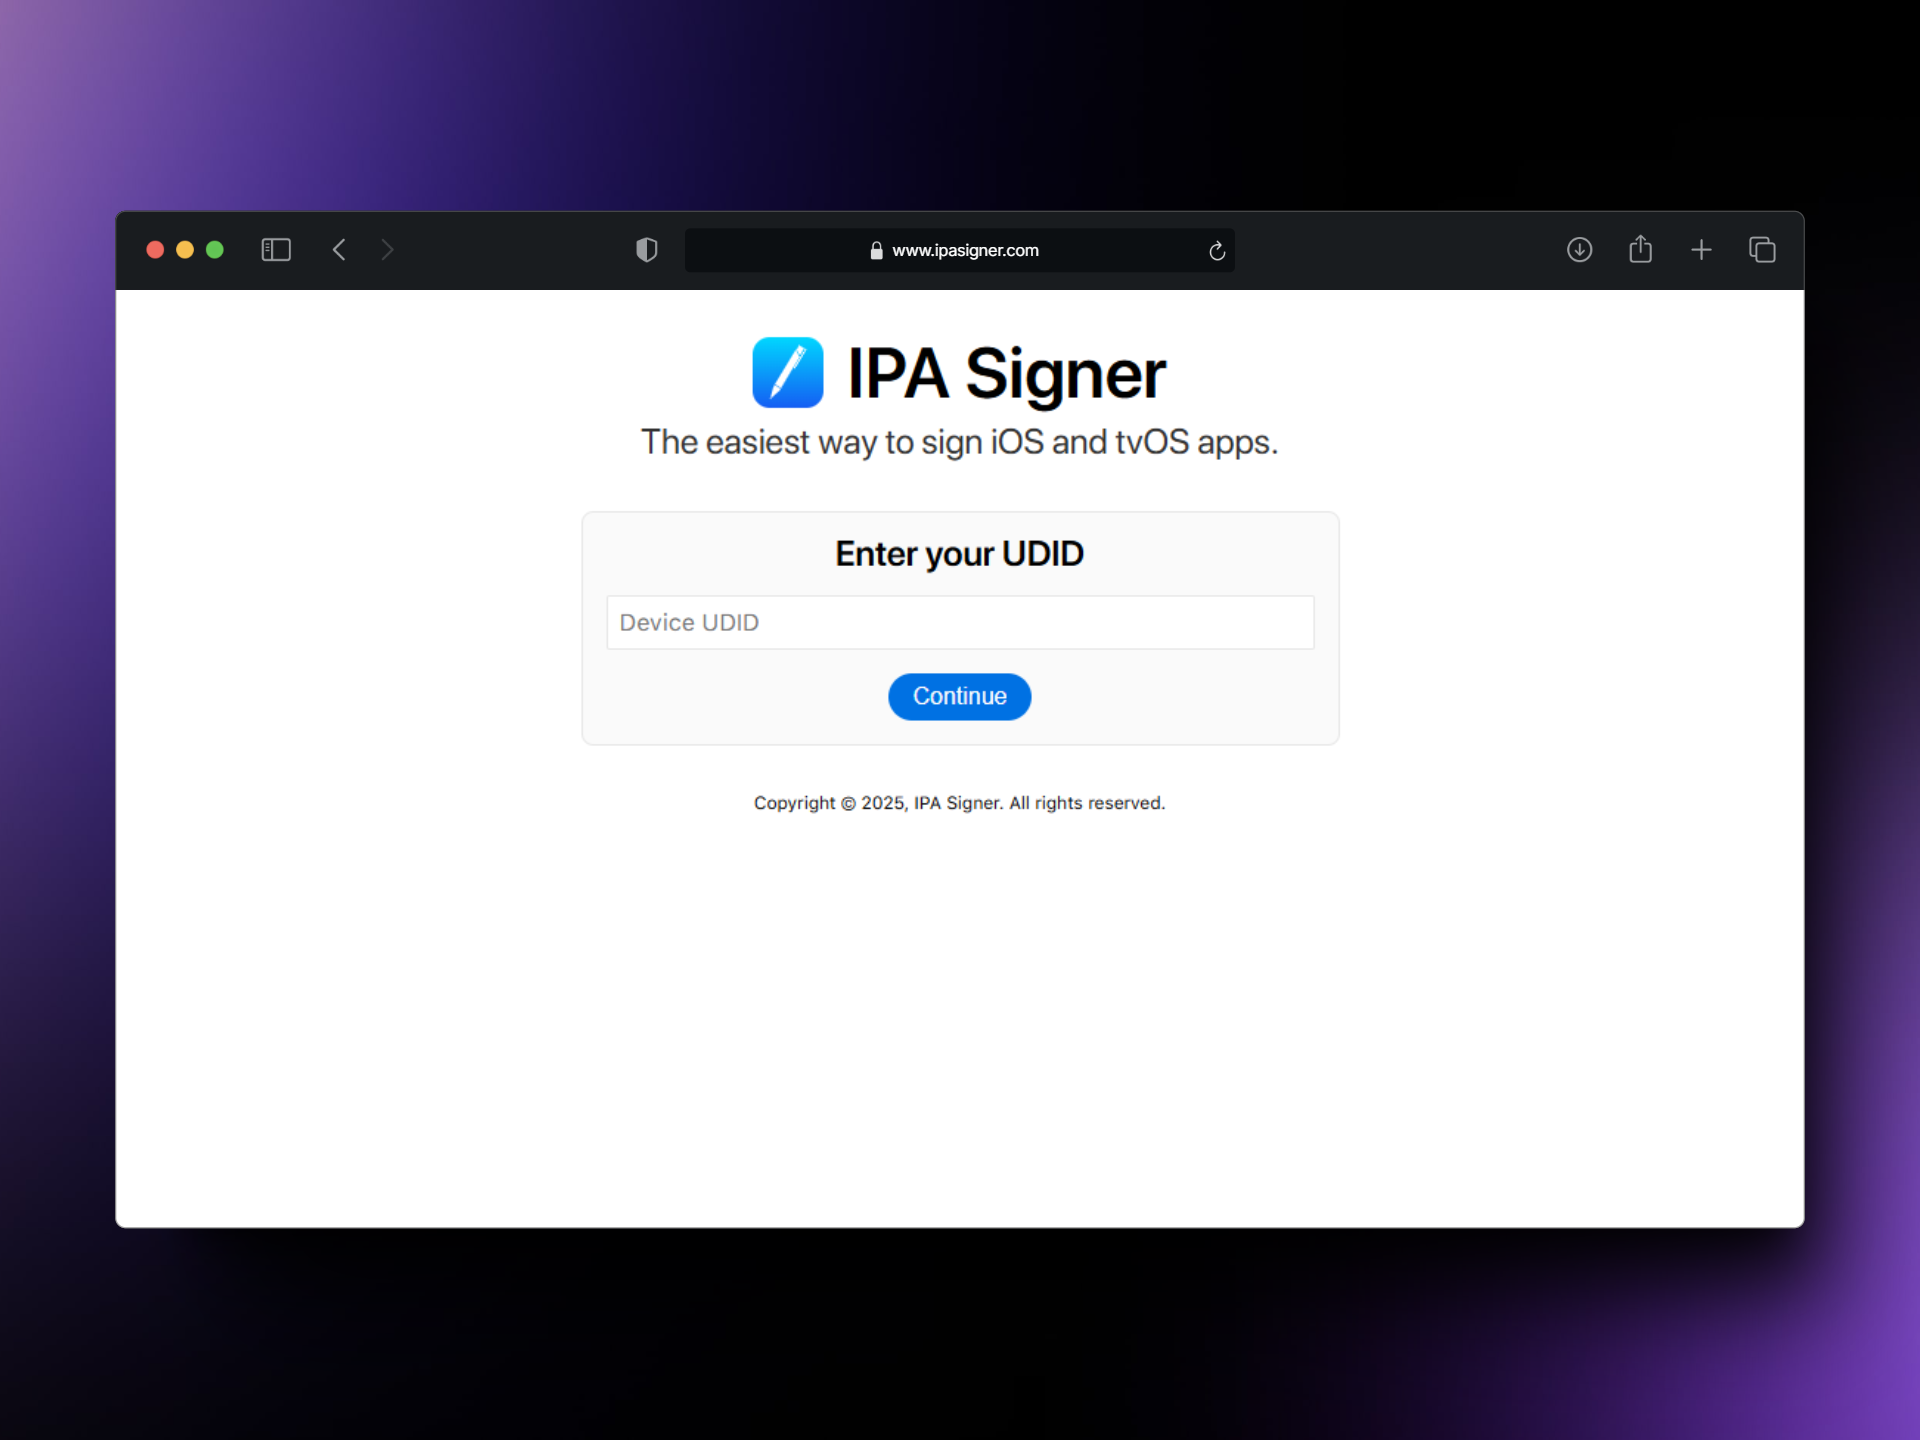 www.ipasigner.com
IPA Signer
The easiest way to sign iOS and tvOS apps.
Enter your UDID
Device UDID
Continue
Copyright © 2025, IPA Signer. All rights reserved.